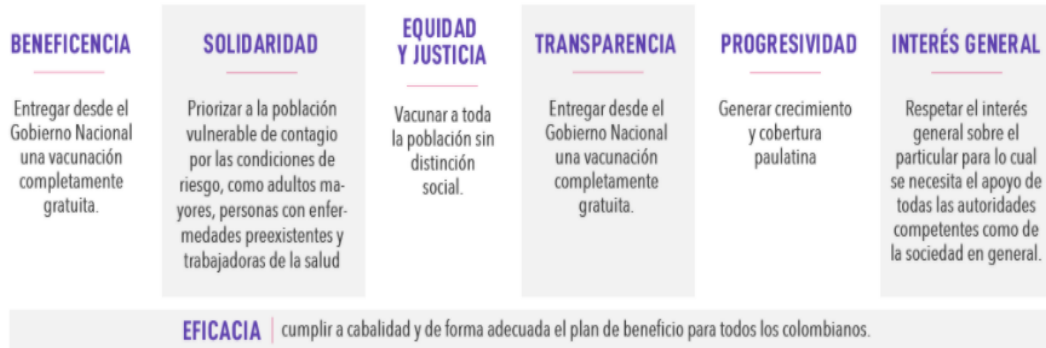 BENEFICENCIA
Entregar desde el
Gobierno Nacional
una vacunación
completamente
gratuita.
SOLIDARIDAD
Priorizar a la población
vulnerable de contagio
por las condiciones de
riesgo, como adultos ma-
yores, personas con enfer-
medades preexistentes y
trabajadoras de la salud
EQUIDAD
Y JUSTICIA
Vacunar a toda
la población sin
distinción
social.
TRANSPARENCIA
Entregar desde el
Gobierno Nacional
una vacunación
completamente
gratuita.
PROGRESIVIDAD
Generar crecimiento
y cobertura
paulatina
INTERÉS GENERAL
Respetar el interés
general sobre el
particular para lo cual
se necesita el apoyo de
todas las autoridades
competentes como de
la sociedad en general.
EFICACIA | cumplir a cabalidad y de forma adecuada el plan de beneficio para todos los colombianos.